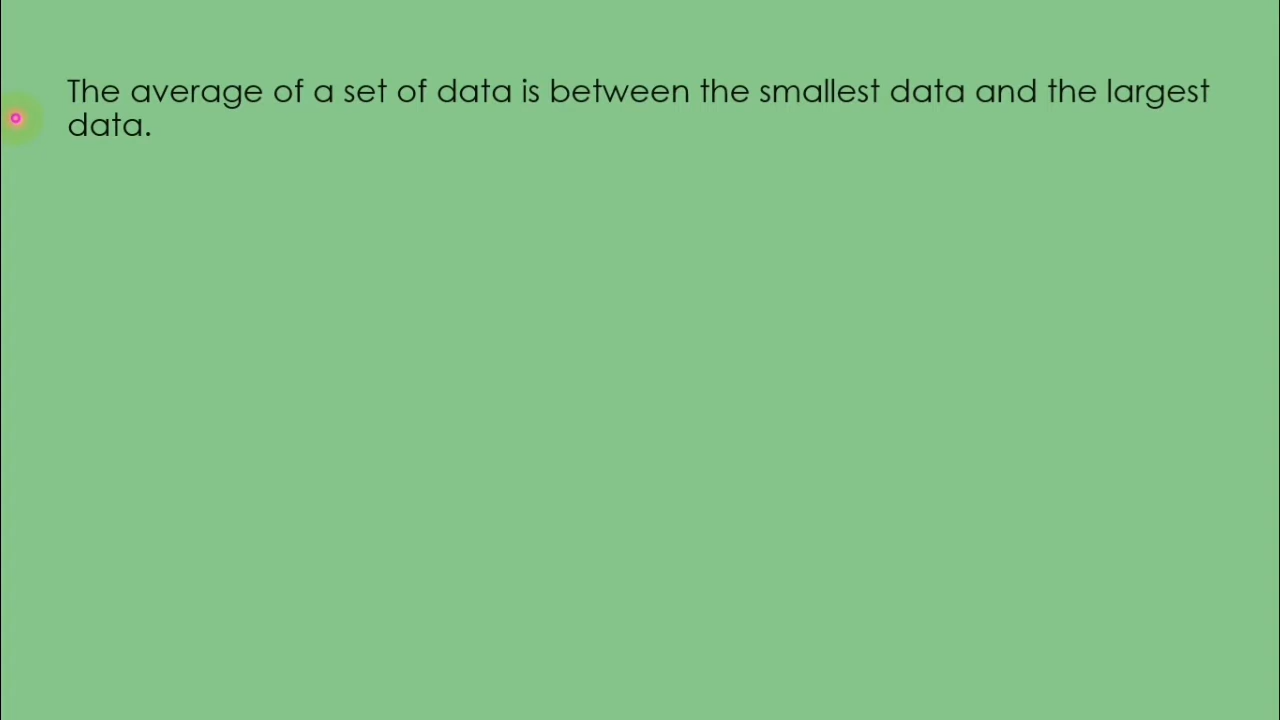 The average of a set of data is between the smallest data and the largest
data.